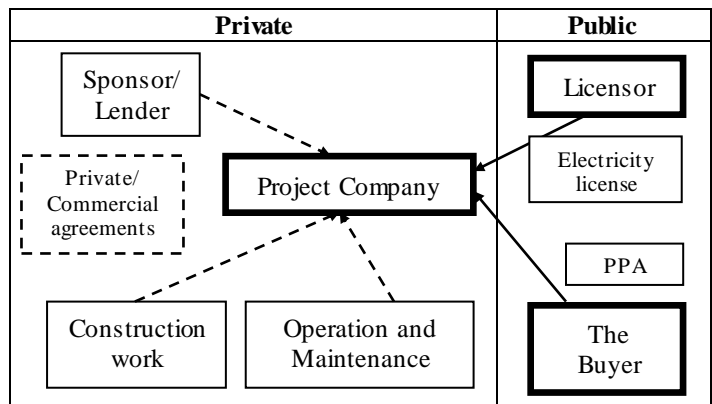 Private
Public
Sponsor/
Lender
Licensor
Electricity
license
Private/
Commercial
agreements
Project Company
PPA
Construction
work
Operation and
Maintenance
The
Buyer